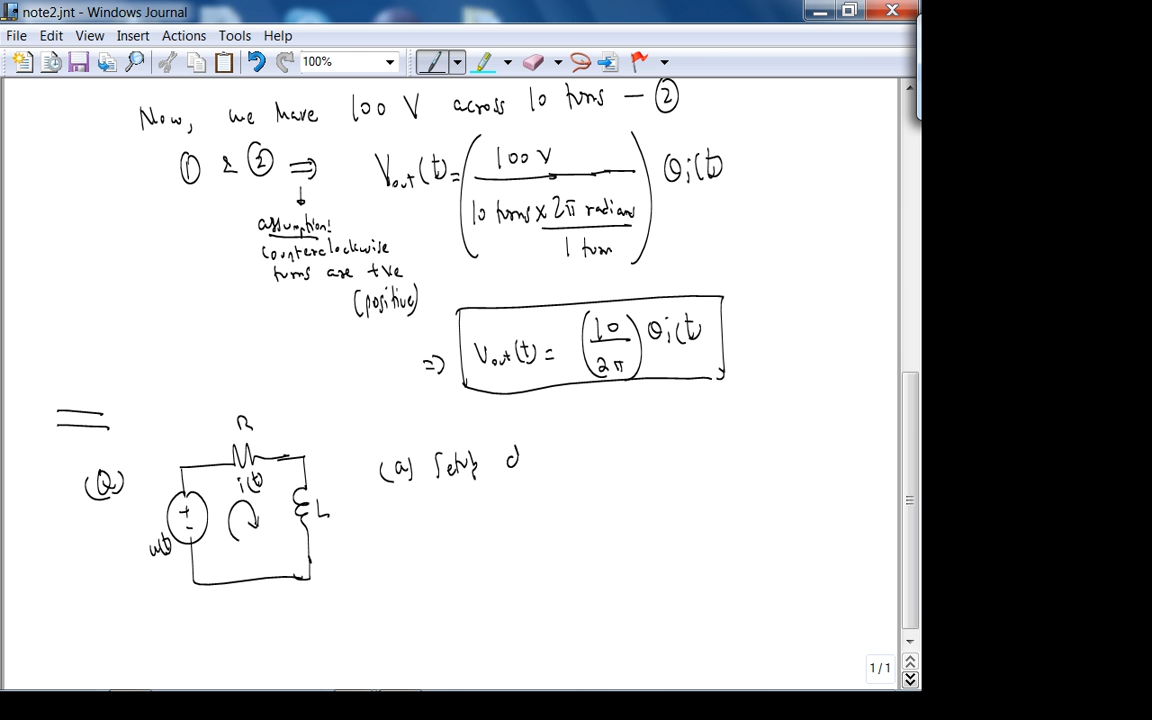 note2.jnt - Windows Journal
File Edit View Insert Actions Tools Help
100%
Now, we have 100 V across 10 turns — ②
① & ② ⇒ Vout(t) = (100 V / (10 turns × 2π radians / 1 turn)) θi(t)
assumption:
counterclockwise
turns are +ve
(positive)
⇒ Vout(t) = (10 / 2π) θi(t)
(Q)
R
i(t)
L
+
-
u(t)
(a) Setup d
1 / 1